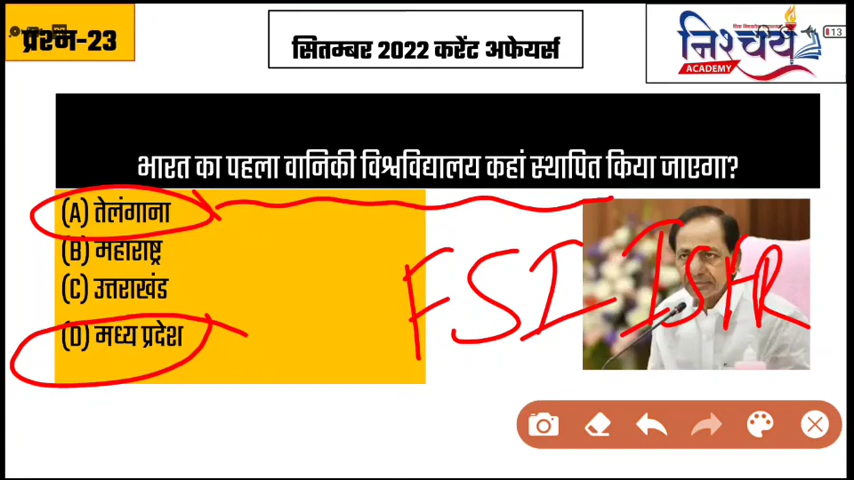 प्रश्न-23
सितम्बर 2022 करेंट अफेयर्स
निश्चय
ACADEMY
13
भारत का पहला वानिकी विश्वविद्यालय कहां स्थापित किया जाएगा?
(A) तेलंगाना
(B) महाराष्ट्र
(C) उत्तराखंड
(D) मध्य प्रदेश
FSI ISFR